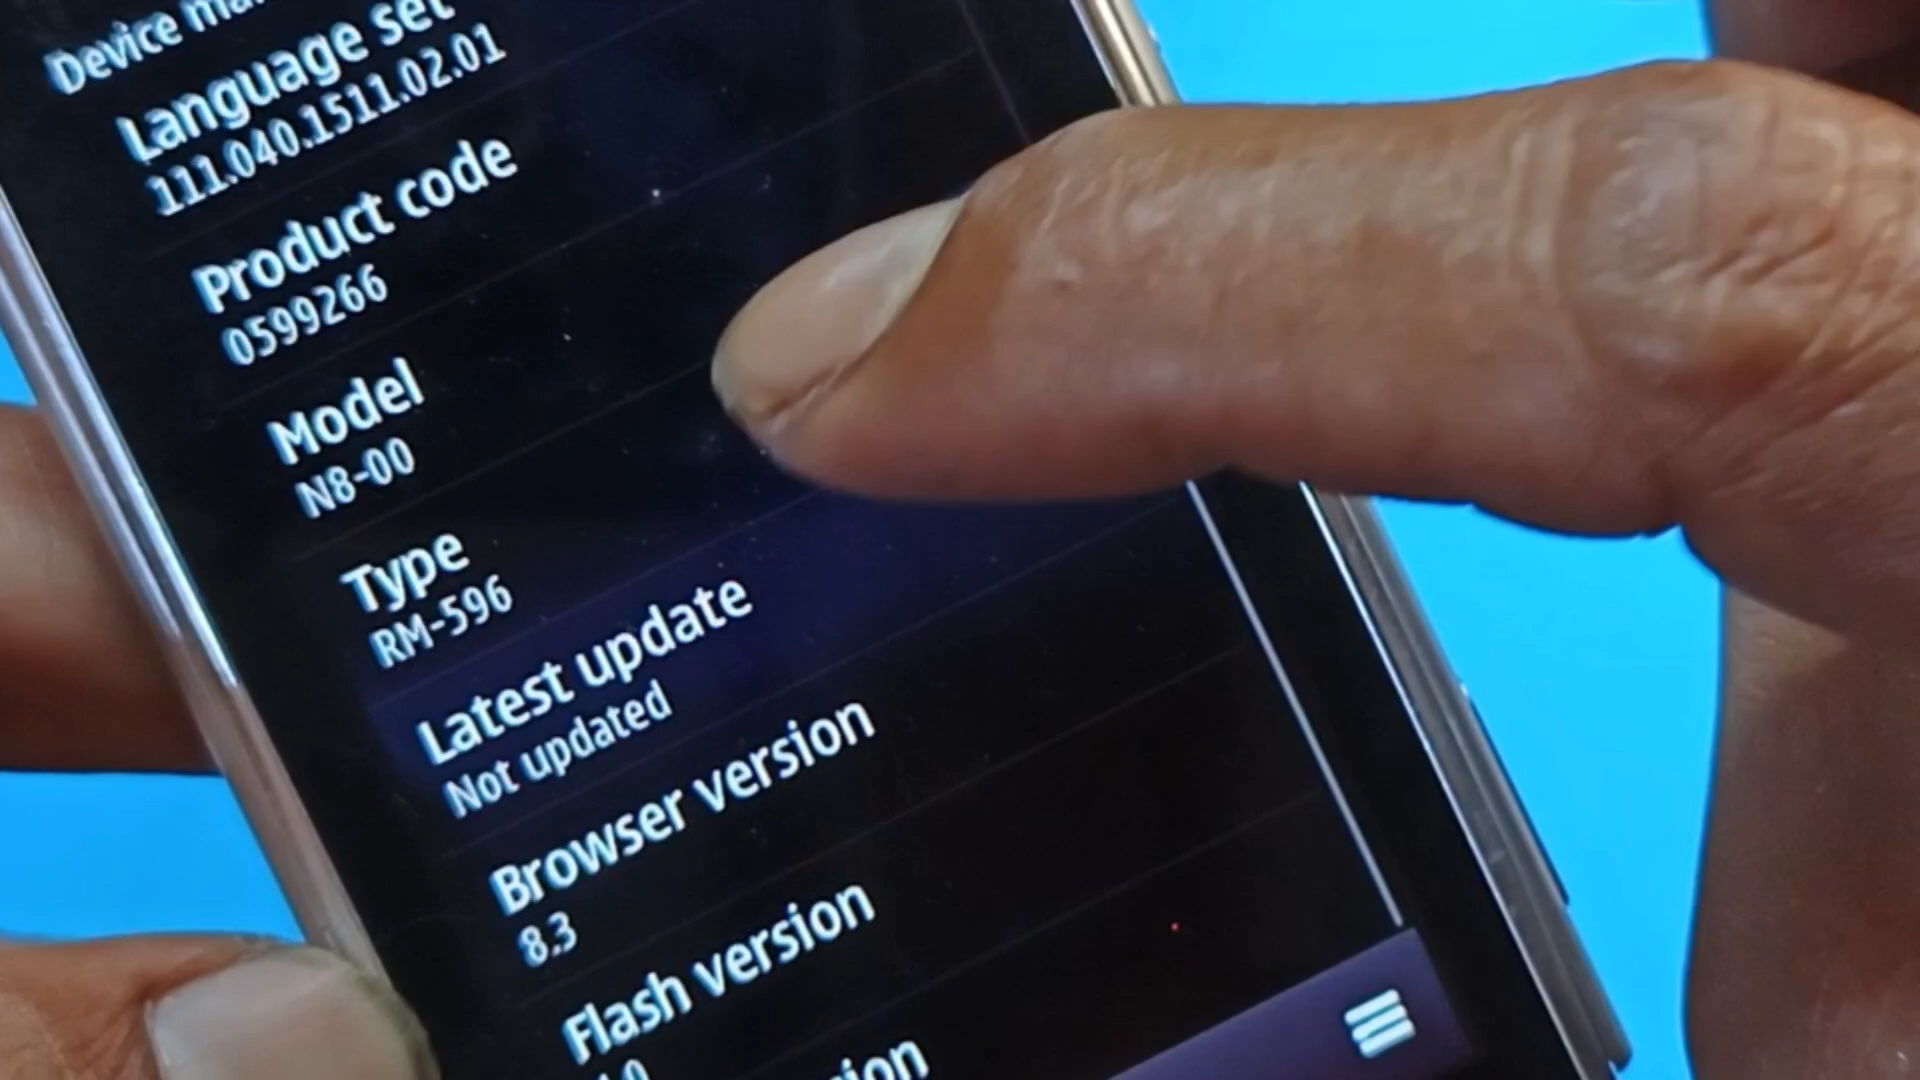 Device
Language set
111.040.1511.02.01
Product code
0599266
Model
N8-00
Type
RM-596
Latest update
Not updated
Browser version
8.3
Flash version